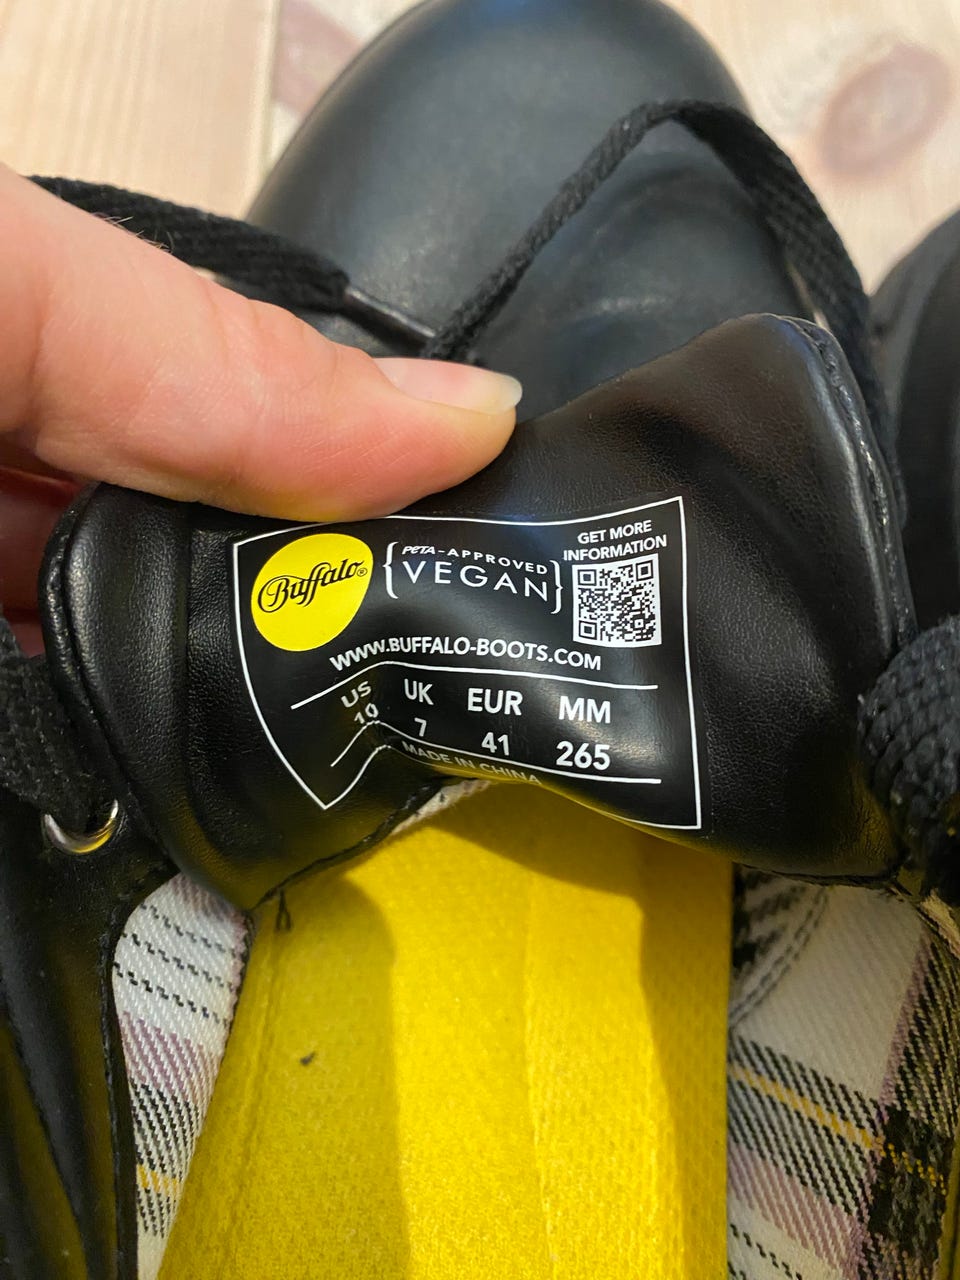 Buffalo®
{PETA-APPROVED
VEGAN}
GET MORE
INFORMATION
WWW.BUFFALO-BOOTS.COM
US UK EUR MM
10 7 41 265
MADE IN CHINA